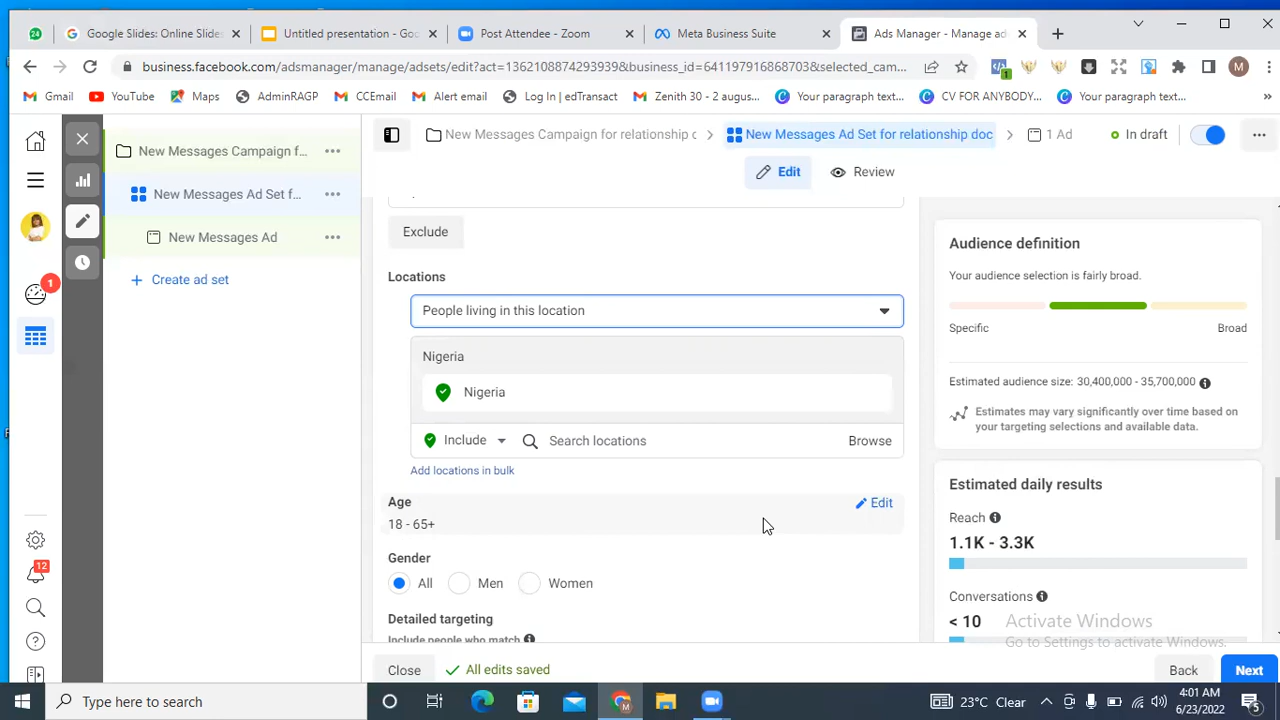 24
Google Slides: Online Slide
Untitled presentation - Goo
Post Attendee - Zoom
Meta Business Suite
Ads Manager - Manage ad
business.facebook.com/adsmanager/manage/adsets/edit?act=1362108874293939&business_id=641197916868703&selected_cam...
1
M
Gmail
YouTube
Maps
AdminRAGP
CCEmail
Alert email
Log In | edTransact
Zenith 30 - 2 augus...
Your paragraph text...
CV FOR ANYBODY...
Your paragraph text...
New Messages Campaign for relationship c
New Messages Ad Set for relationship doc
1 Ad
In draft
Edit
Review
New Messages Campaign f...
New Messages Ad Set f...
New Messages Ad
Create ad set
1
12
Exclude
Locations
People living in this location
Nigeria
Nigeria
Include
Search locations
Browse
Add locations in bulk
Age
Edit
18 - 65+
Gender
All
Men
Women
Detailed targeting
Include people who match
Audience definition
Your audience selection is fairly broad.
Specific
Broad
Estimated audience size: 30,400,000 - 35,700,000
Estimates may vary significantly over time based on
your targeting selections and available data.
Estimated daily results
Reach
1.1K - 3.3K
Conversations
< 10
Activate Windows
Go to Settings to activate Windows.
Close
All edits saved
Back
Next
Type here to search
23°C Clear
4:01 AM
6/23/2022
5